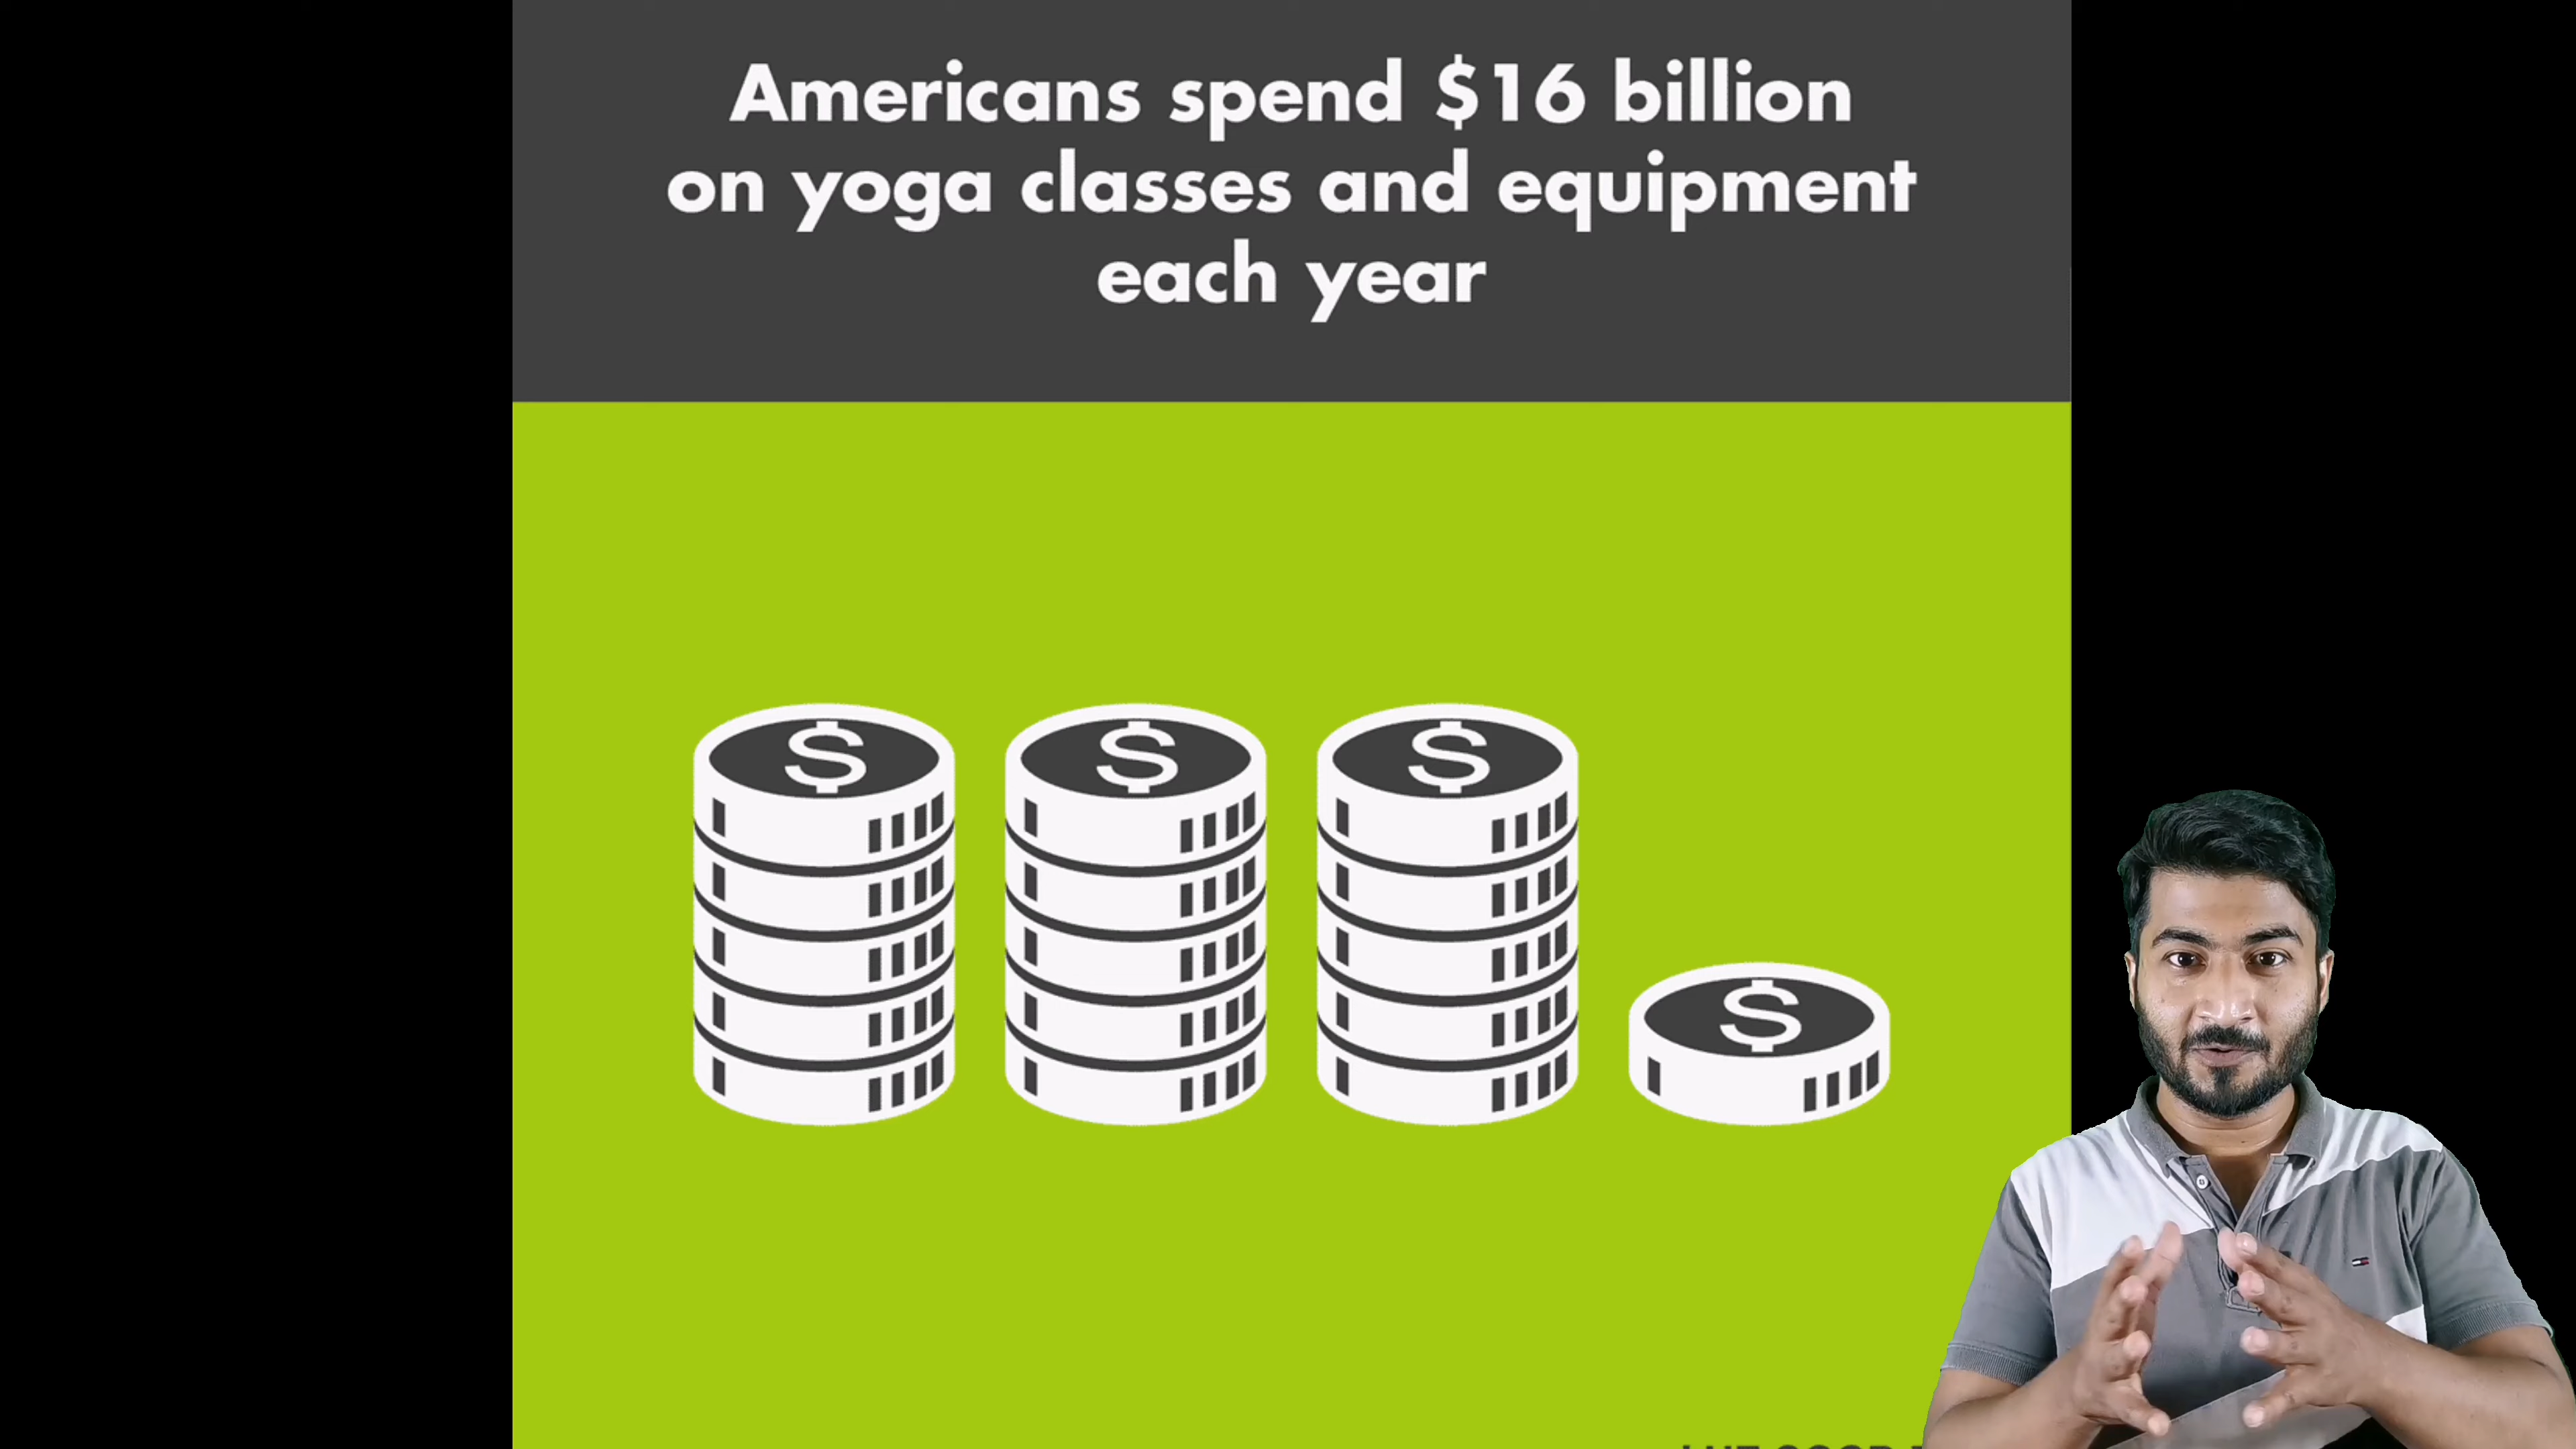 Americans spend $16 billion
on yoga classes and equipment
each year
$ $ $
$